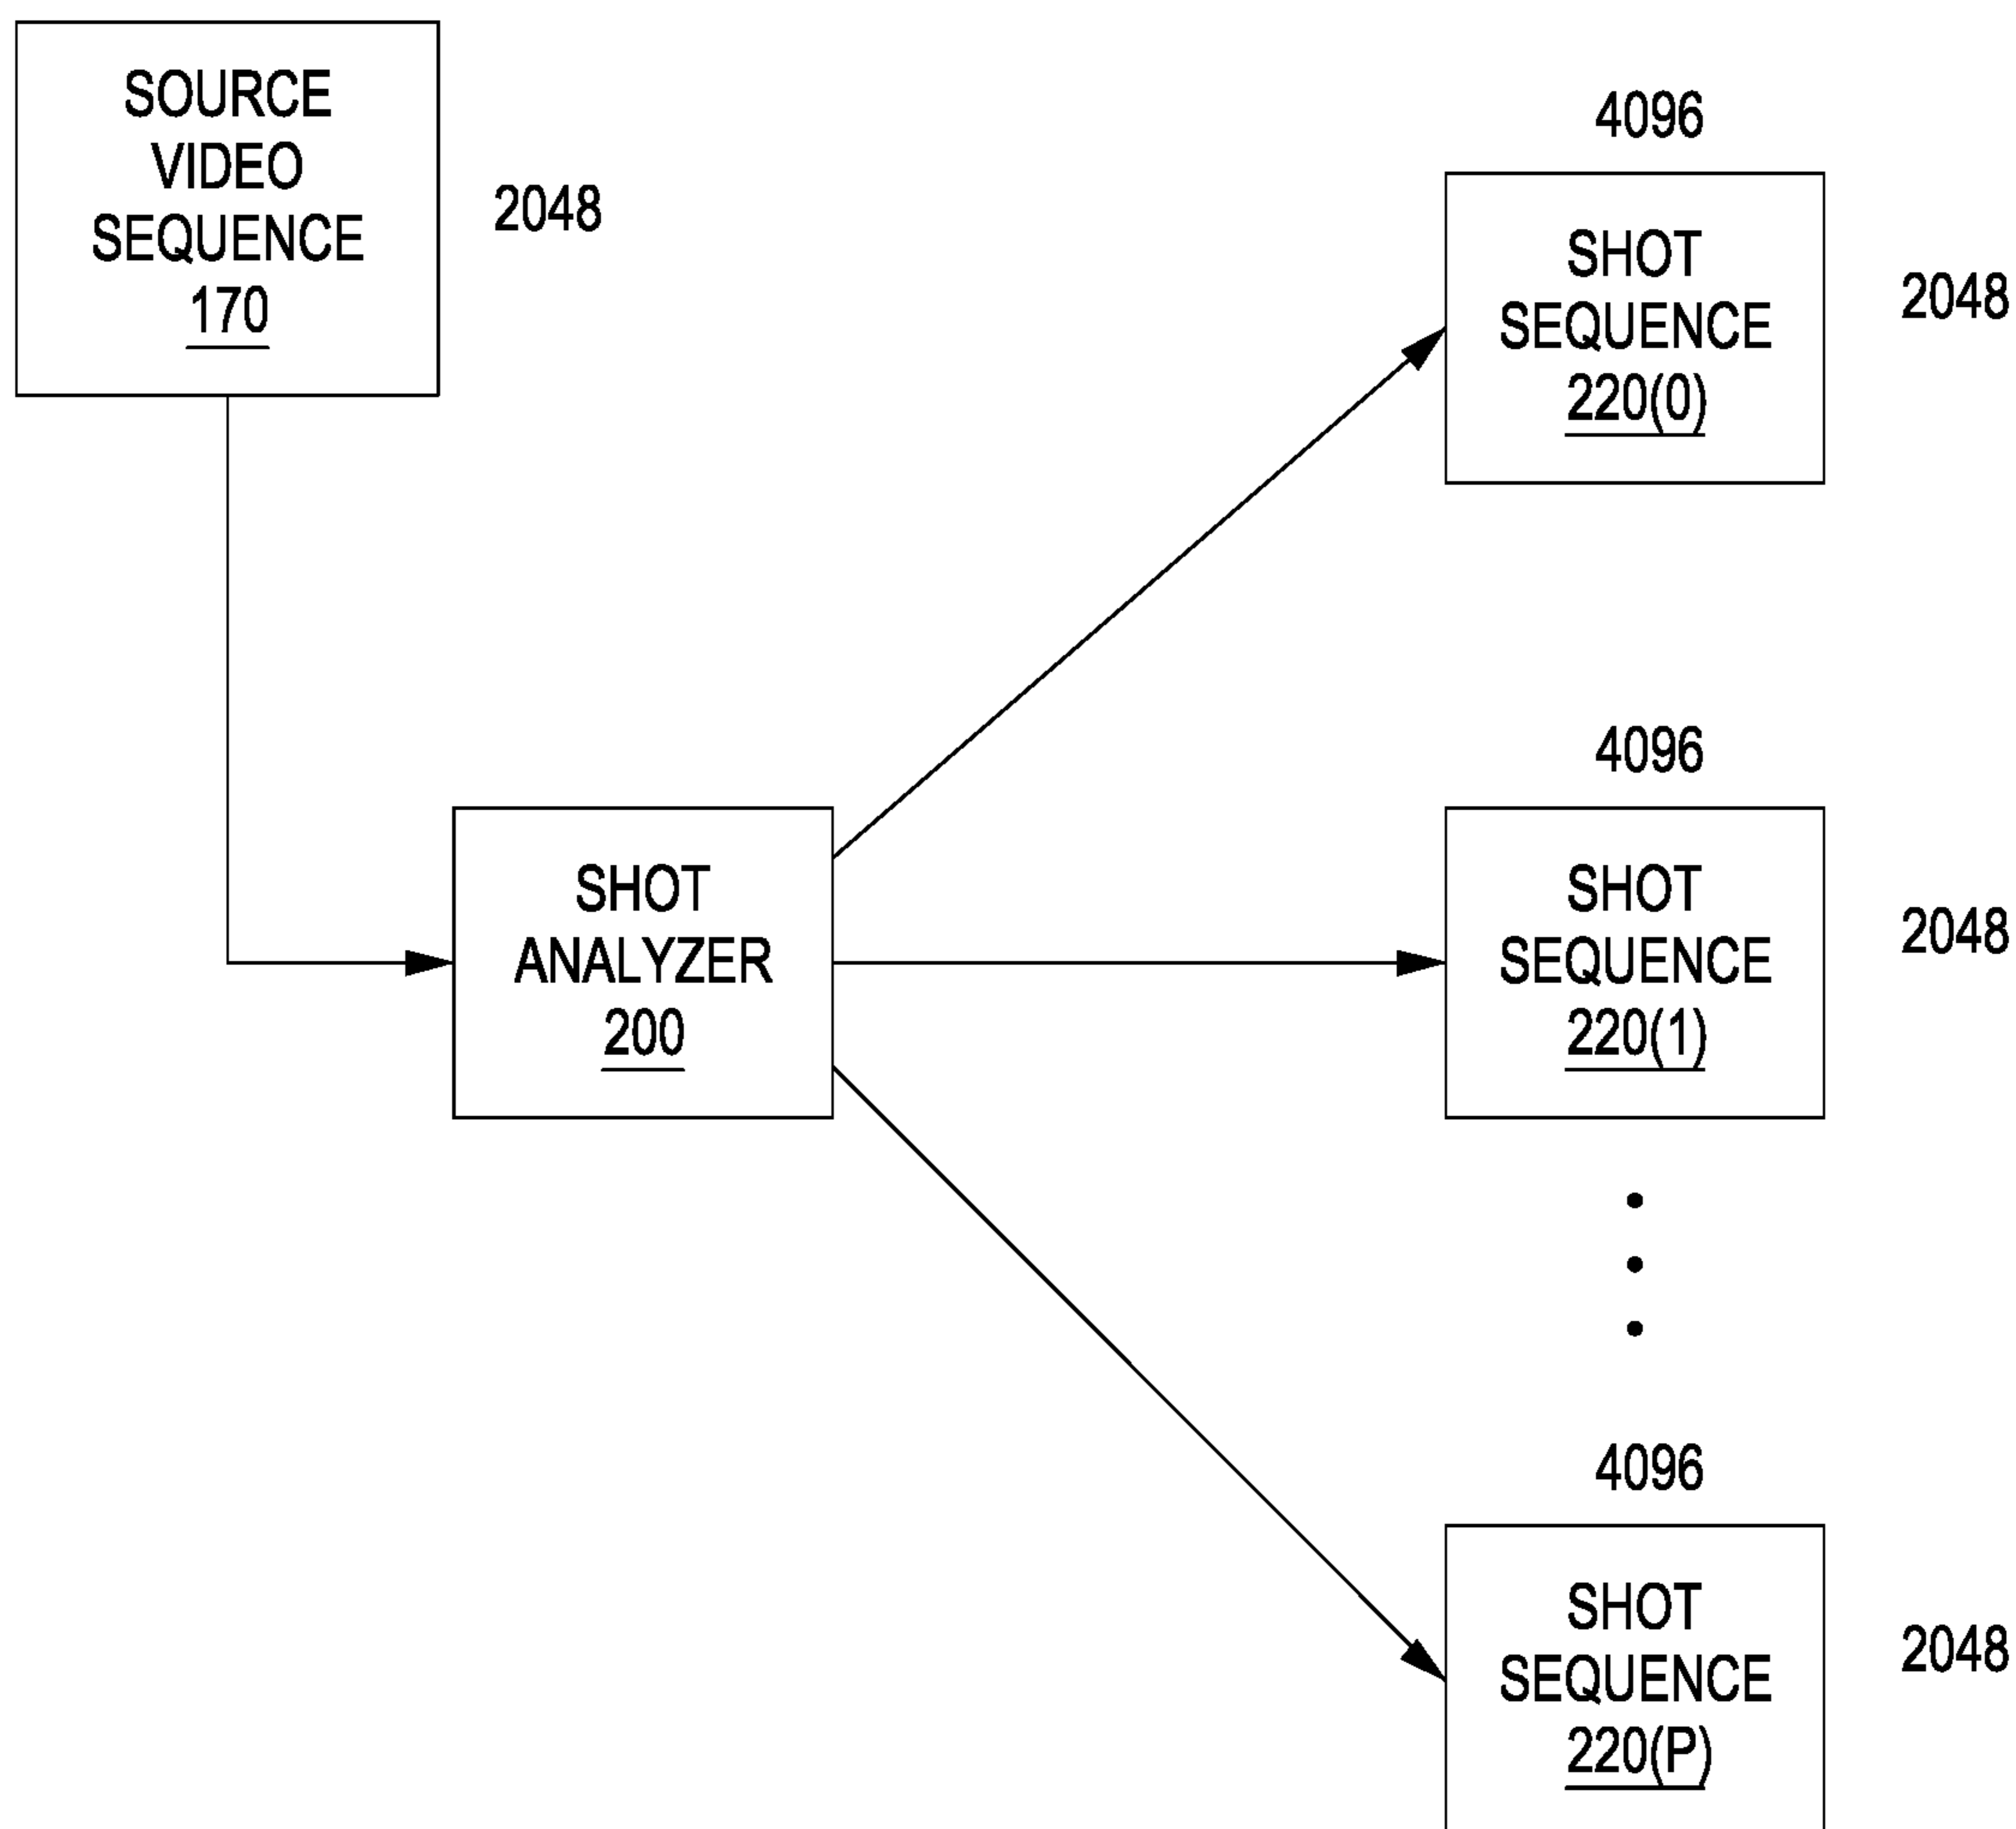 SOURCE
VIDEO
SEQUENCE
170
2048
4096
SHOT
SEQUENCE
220(0)
2048
SHOT
ANALYZER
200
4096
SHOT
SEQUENCE
220(1)
2048
4096
SHOT
SEQUENCE
220(P)
2048